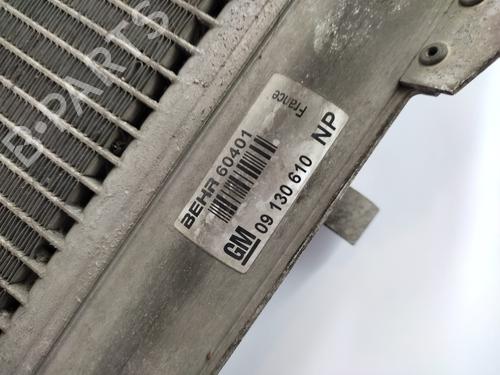 BEHR 60401
France
GM 09 130 610 NP
B-PARTS